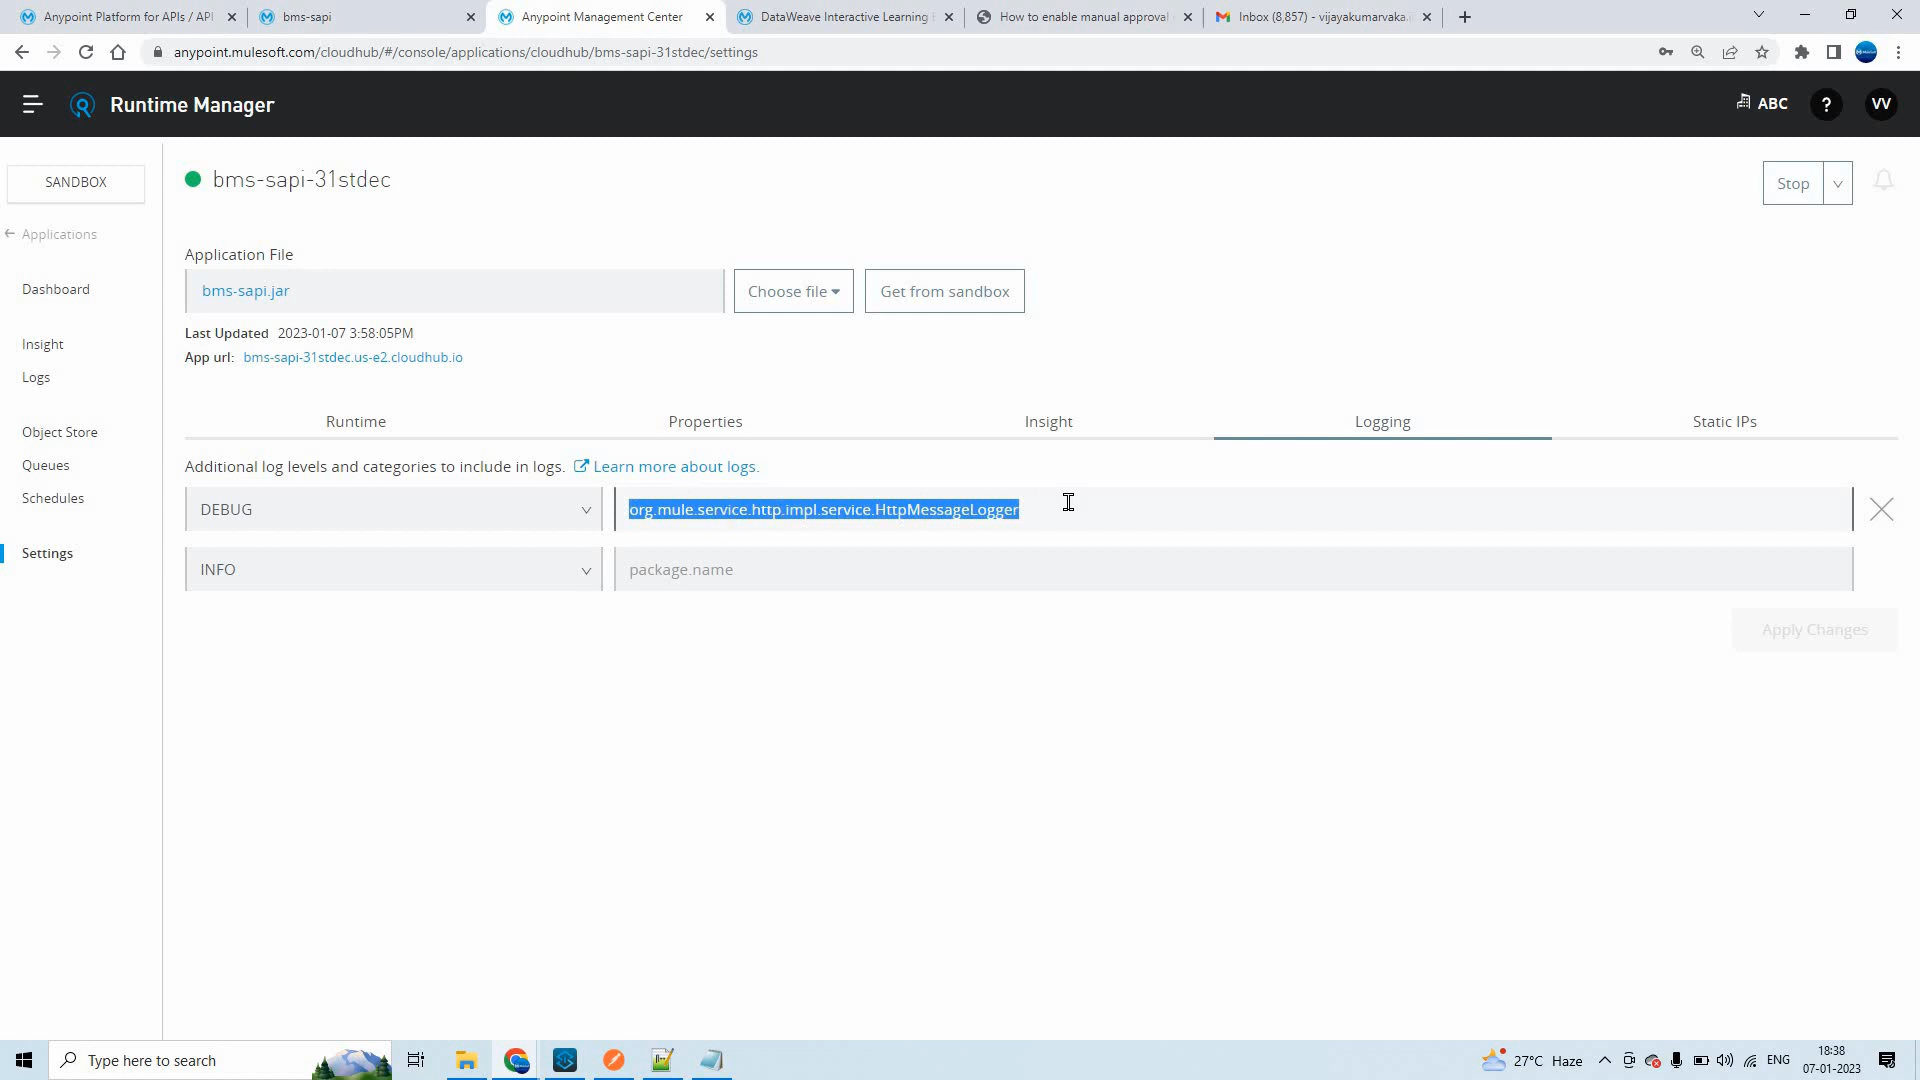 Anypoint Platform for APIs / API
bms-sapi
Anypoint Management Center
DataWeave Interactive Learning
How to enable manual approval
Inbox (8,857) - vijayakumarvaka.
anypoint.mulesoft.com/cloudhub/#/console/applications/cloudhub/bms-sapi-31stdec/settings
Runtime Manager
ABC
?
VV
SANDBOX
bms-sapi-31stdec
Stop
Applications
Application File
Dashboard
bms-sapi.jar
Choose file
Get from sandbox
Last Updated 2023-01-07 3:58:05PM
Insight
App url: bms-sapi-31stdec.us-e2.cloudhub.io
Logs
Runtime
Properties
Insight
Logging
Static IPs
Object Store
Queues
Additional log levels and categories to include in logs. Learn more about logs.
Schedules
DEBUG
org.mule.service.http.impl.service.HttpMessageLogger
Settings
INFO
package.name
Apply Changes
Type here to search
27°C Haze
ENG
18:38
07-01-2023